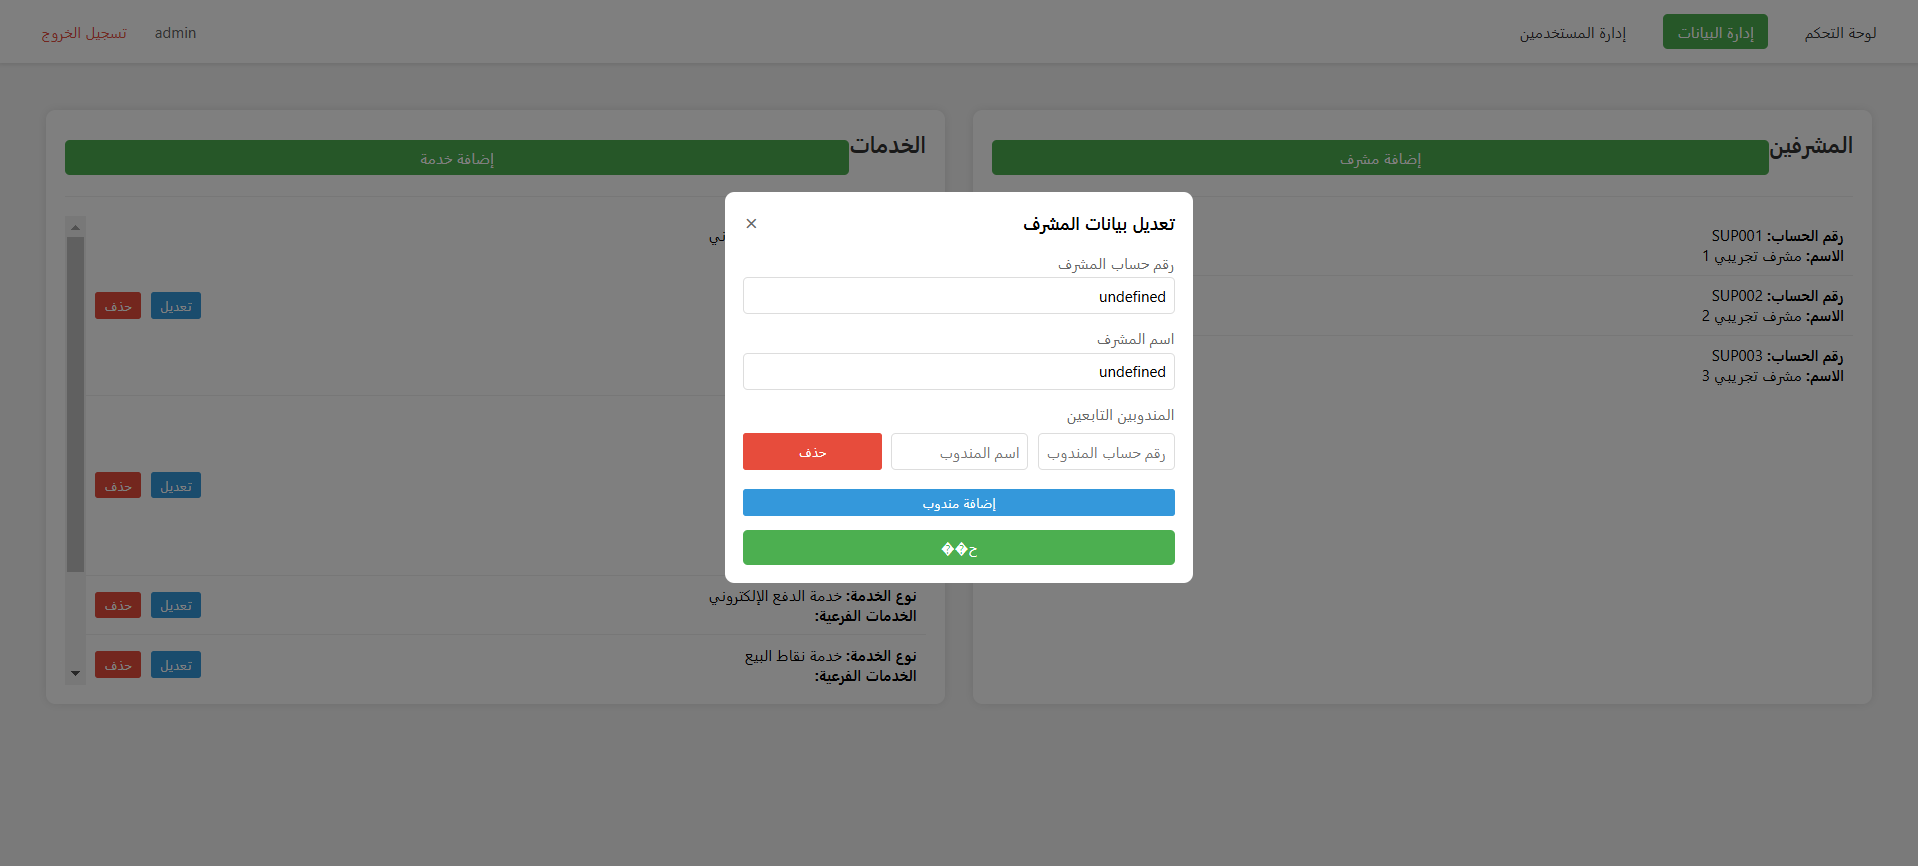 لوحة التحكم
إدارة البيانات
إدارة المستخدمين
admin
تسجيل الخروج
المشرفين
إضافة مشرف
رقم الحساب: SUP001
الاسم: مشرف تجريبي 1
رقم الحساب: SUP002
الاسم: مشرف تجريبي 2
رقم الحساب: SUP003
الاسم: مشرف تجريبي 3
الخدمات
إضافة خدمة
تعديل
حذف
تعديل
حذف
نوع الخدمة: خدمة الدفع الإلكتروني
الخدمات الفرعية:
تعديل
حذف
نوع الخدمة: خدمة نقاط البيع
الخدمات الفرعية:
تعديل
حذف
تعديل بيانات المشرف
×
رقم حساب المشرف
undefined
اسم المشرف
undefined
المندوبين التابعين
رقم حساب المندوب
اسم المندوب
حذف
إضافة مندوب
ح��